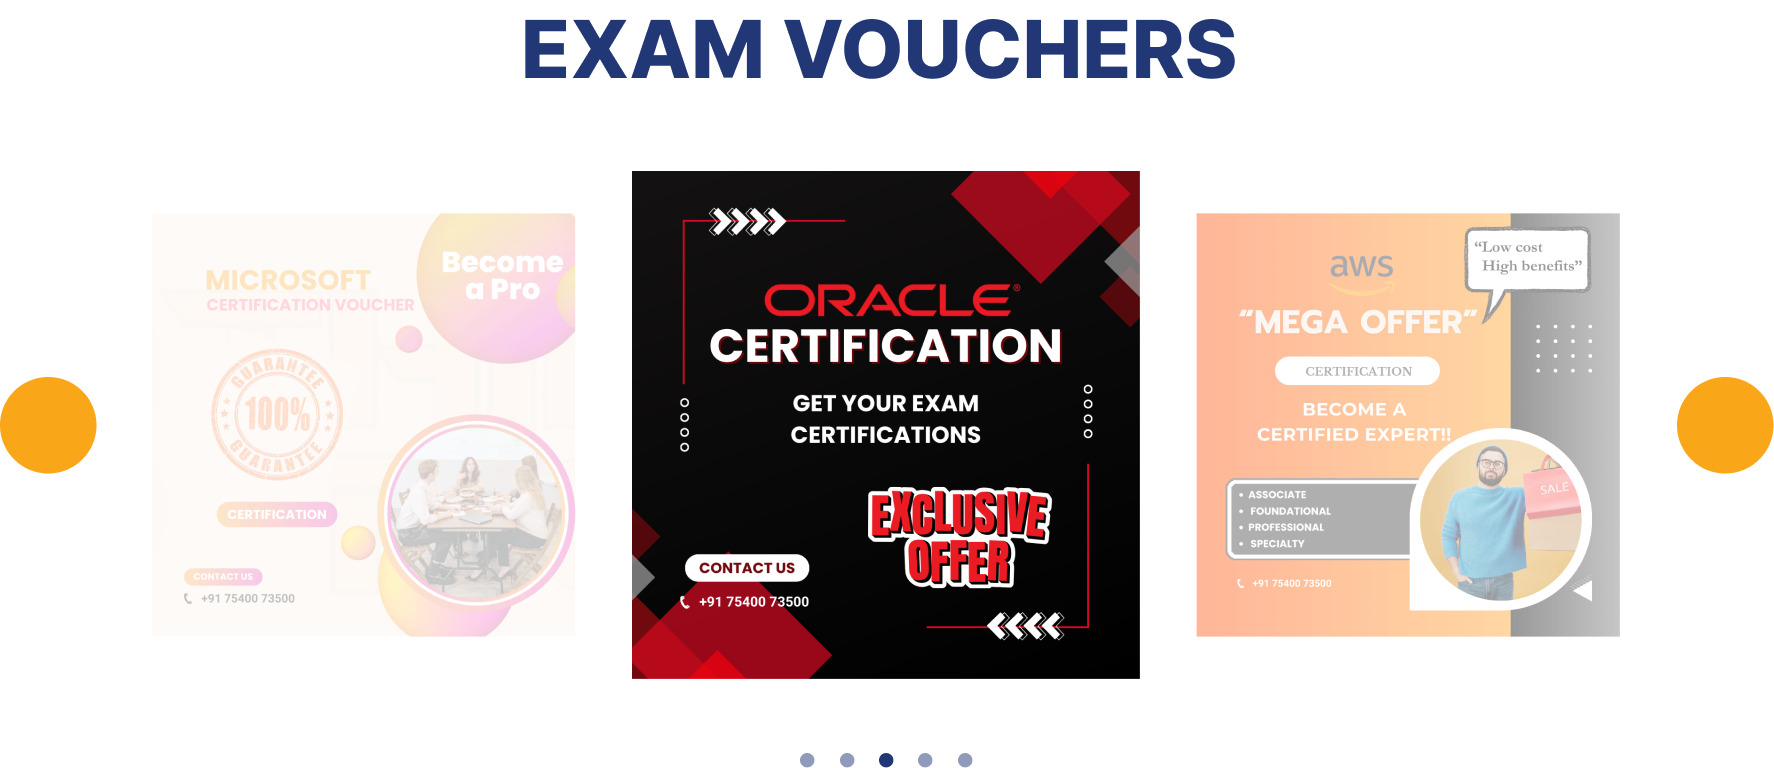 EXAM VOUCHERS
MICROSOFT
CERTIFICATION VOUCHER
Become
a Pro
GUARANTEE
100%
GUARANTEE
CERTIFICATION
CONTACT US
+91 75400 73500
ORACLE®
CERTIFICATION
GET YOUR EXAM
CERTIFICATIONS
EXCLUSIVE
OFFER
CONTACT US
+91 75400 73500
aws
“Low cost
High benefits”
“MEGA OFFER”
CERTIFICATION
BECOME A
CERTIFIED EXPERT!!
• ASSOCIATE
• FOUNDATIONAL
• PROFESSIONAL
• SPECIALTY
SALE
+91 75400 73500